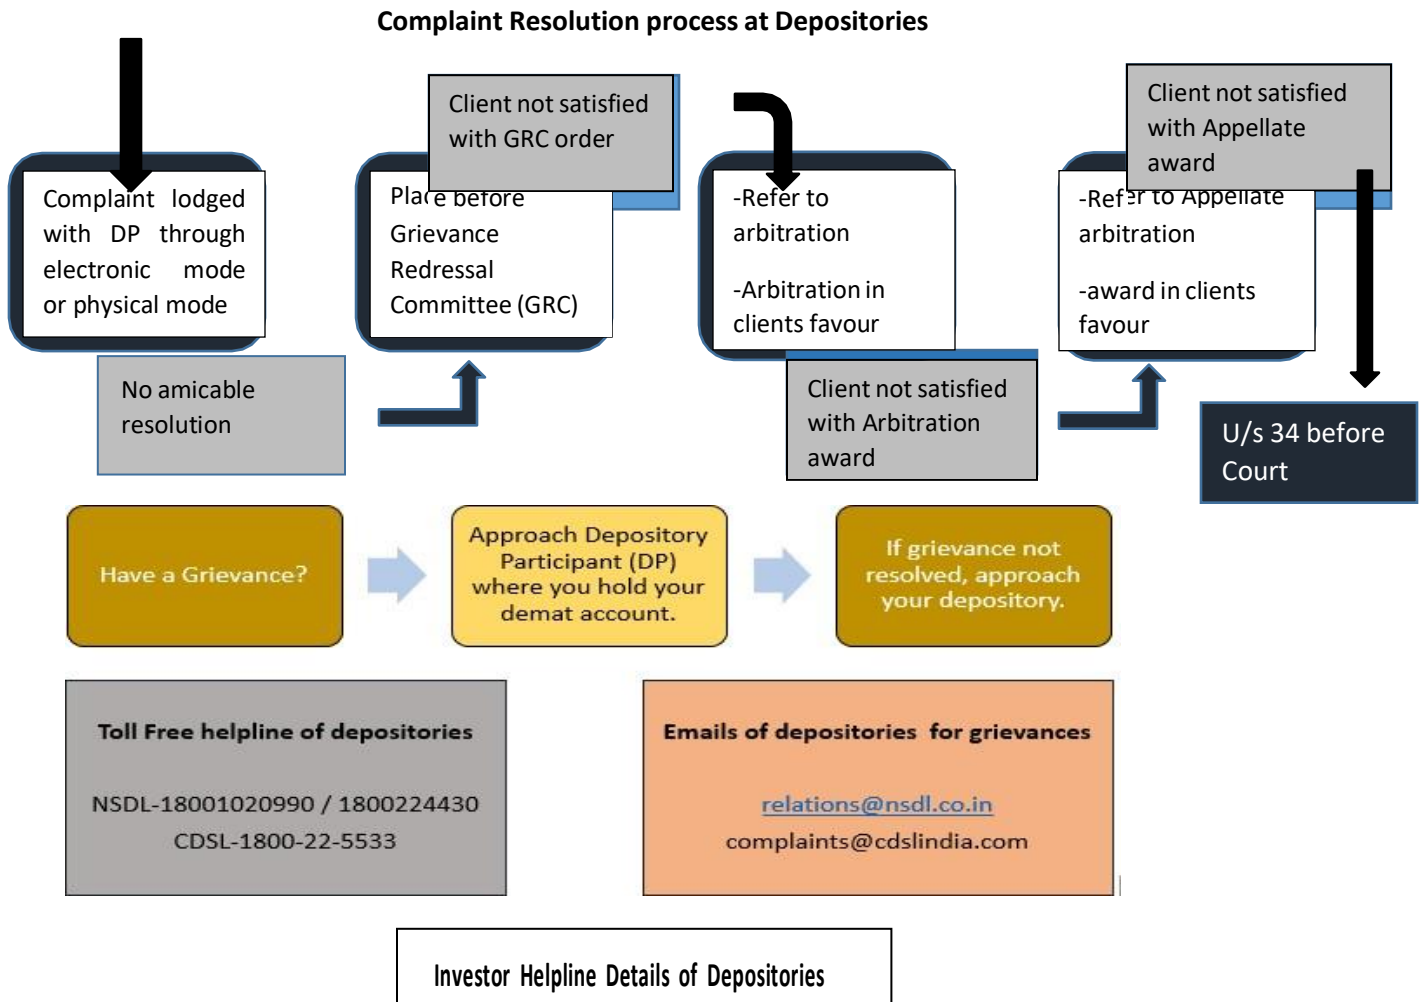 Complaint Resolution process at Depositories
Complaint lodged
with DP through
electronic mode
or physical mode
No amicable
resolution
Place before
Grievance
Redressal
Committee (GRC)
Client not satisfied
with GRC order
-Refer to
arbitration
-Arbitration in
clients favour
Client not satisfied
with Arbitration
award
-Refer to Appellate
arbitration
-award in clients
favour
Client not satisfied
with Appellate
award
U/s 34 before
Court
Have a Grievance?
Approach Depository
Participant (DP)
where you hold your
demat account.
If grievance not
resolved, approach
your depository.
Toll Free helpline of depositories
NSDL-18001020990 / 1800224430
CDSL-1800-22-5533
Emails of depositories for grievances
relations@nsdl.co.in
complaints@cdslindia.com
Investor Helpline Details of Depositories